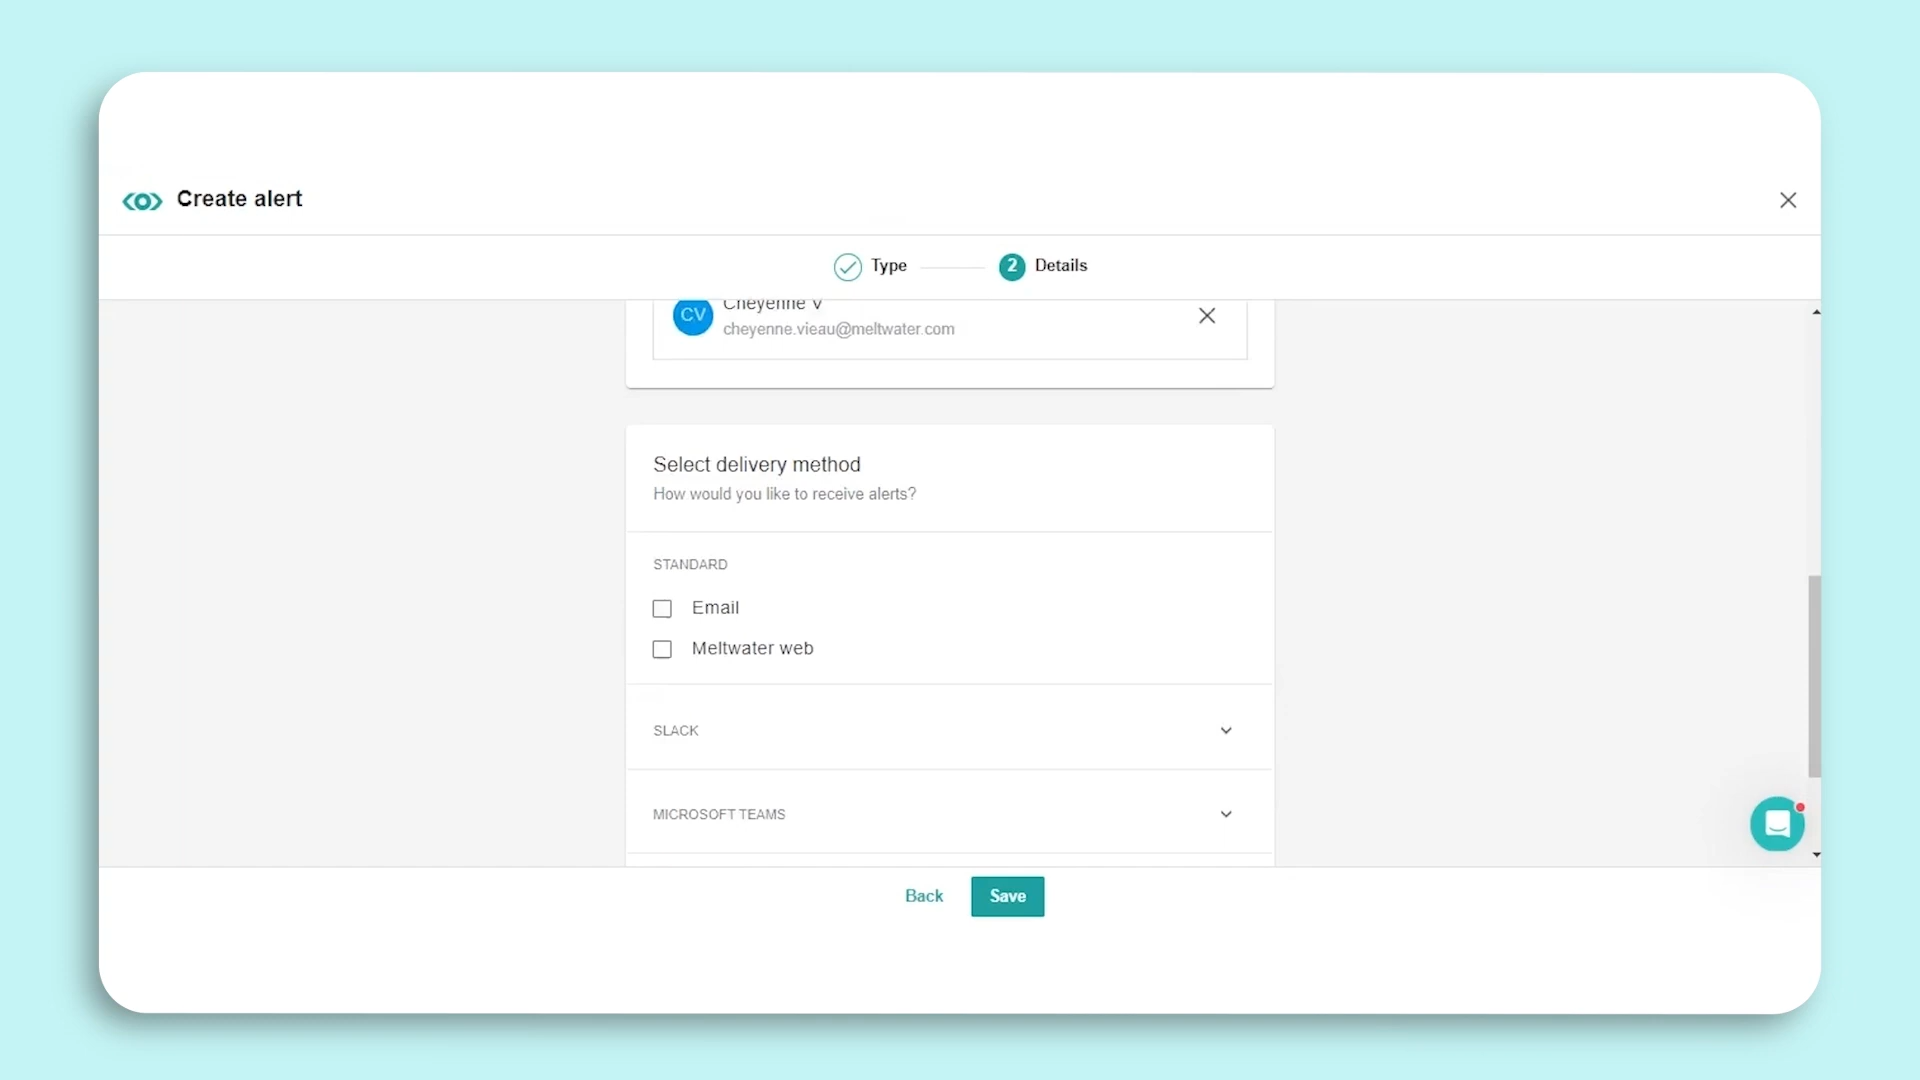 Create alert
Type
2 Details
CV
Cheyenne V
cheyenne.vieau@meltwater.com
Select delivery method
How would you like to receive alerts?
STANDARD
Email
Meltwater web
SLACK
MICROSOFT TEAMS
Back
Save